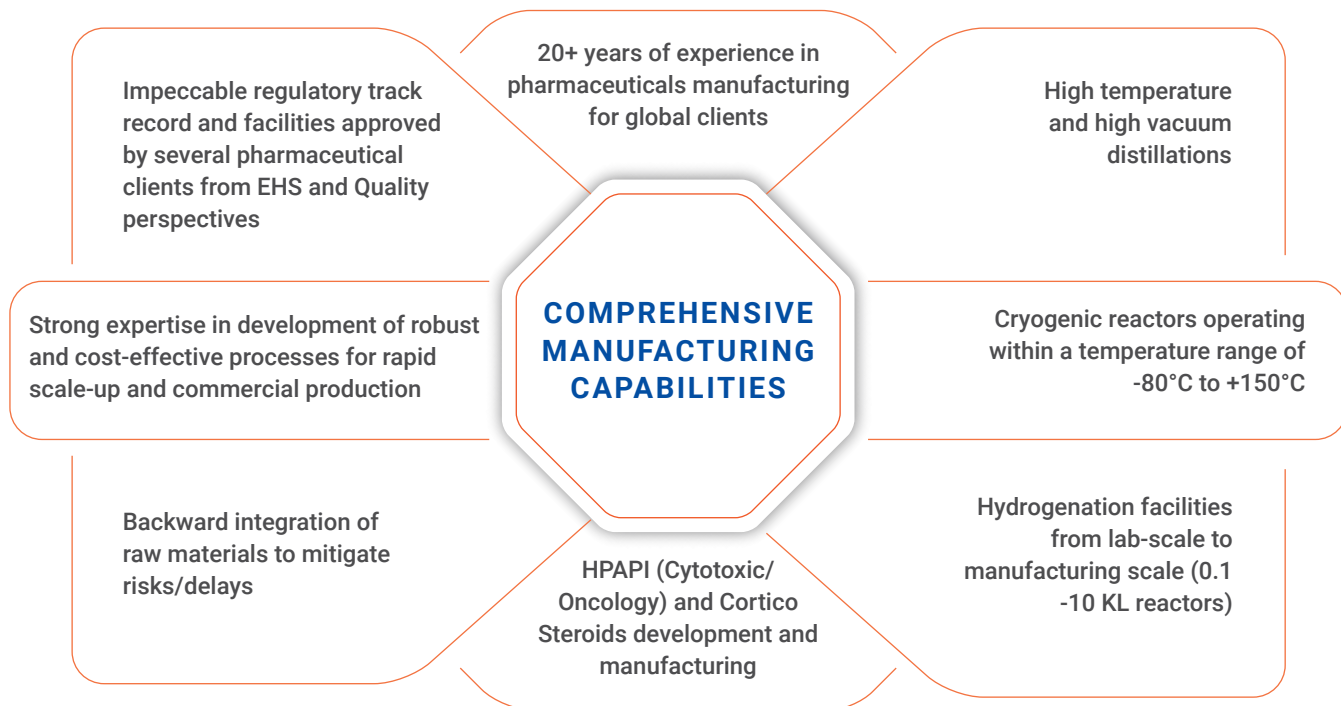 20+ years of experience in
pharmaceuticals manufacturing
for global clients
Impeccable regulatory track
record and facilities approved
by several pharmaceutical
clients from EHS and Quality
perspectives
High temperature
and high vacuum
distillations
Strong expertise in development of robust
and cost-effective processes for rapid
scale-up and commercial production
COMPREHENSIVE
MANUFACTURING
CAPABILITIES
Cryogenic reactors operating
within a temperature range of
-80°C to +150°C
Backward integration of
raw materials to mitigate
risks/delays
HPAPI (Cytotoxic/
Oncology) and Cortico
Steroids development and
manufacturing
Hydrogenation facilities
from lab-scale to
manufacturing scale (0.1
-10 KL reactors)